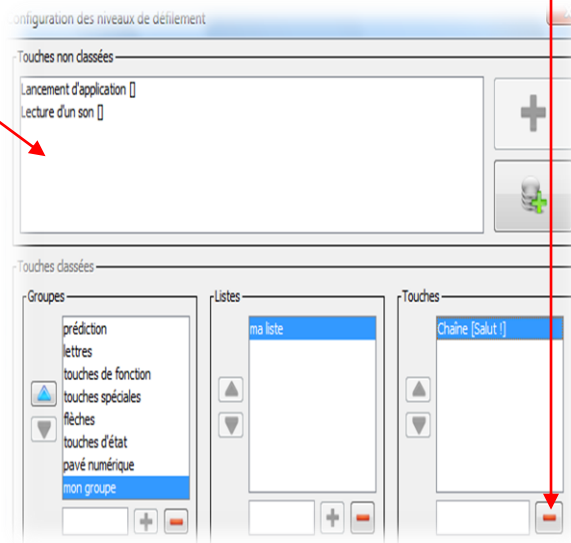 onfiguration des niveaux de défilement
Touches non classées
Lancement d'application []
Lecture d'un son []
Touches classées
Groupes
prédiction
lettres
touches de fonction
touches spéciales
flèches
touches d'état
pavé numérique
mon groupe
Listes
ma liste
Touches
Chaîne [Salut !]